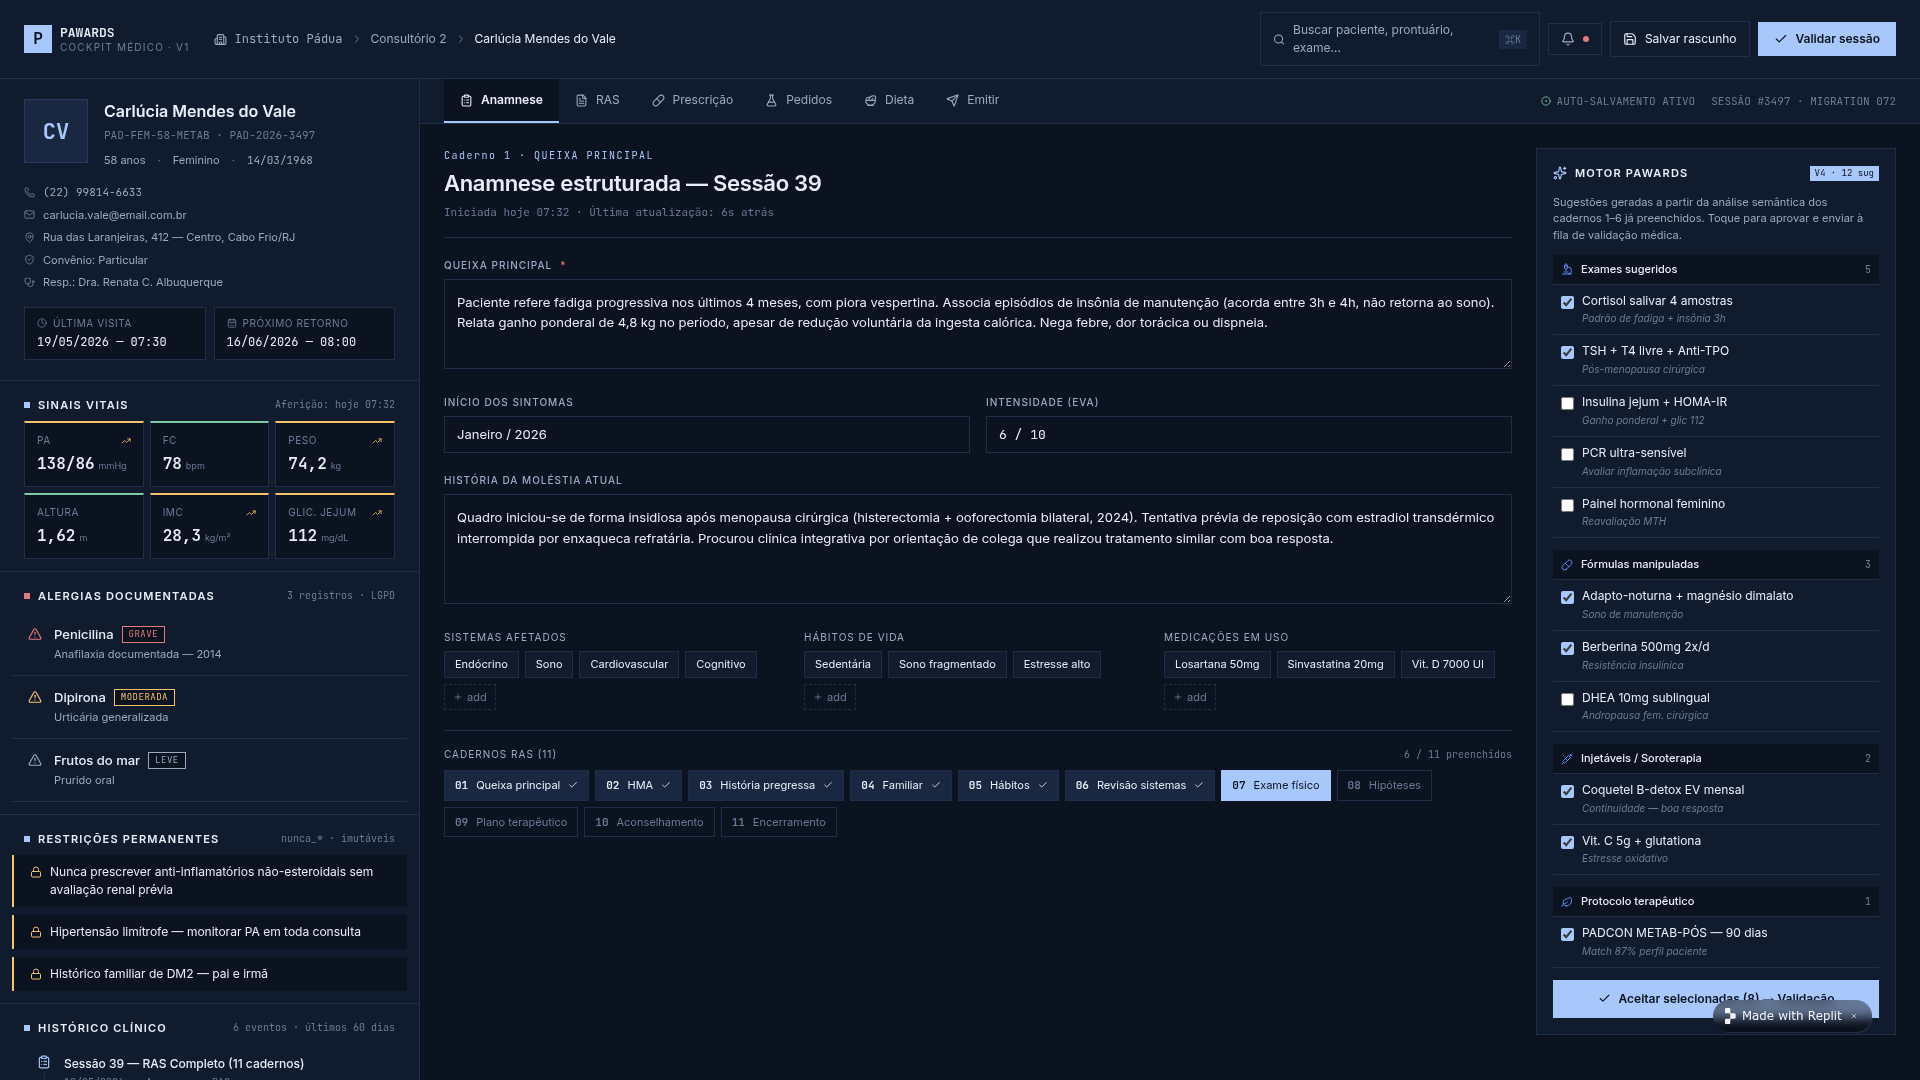 P
PAWARDS
COCKPIT MÉDICO · V1
Instituto Pádua
Consultório 2
Carlúcia Mendes do Vale
Buscar paciente, prontuário,
exame...
⌘K
Salvar rascunho
Validar sessão
CV
Carlúcia Mendes do Vale
PAD-FEM-58-METAB · PAD-2026-3497
58 anos · Feminino · 14/03/1968
(22) 99814-6633
carlucia.vale@email.com.br
Rua das Laranjeiras, 412 — Centro, Cabo Frio/RJ
Convênio: Particular
Resp.: Dra. Renata C. Albuquerque
ÚLTIMA VISITA
19/05/2026 — 07:30
PRÓXIMO RETORNO
16/06/2026 — 08:00
SINAIS VITAIS
Aferição: hoje 07:32
PA
138/86 mmHg
FC
78 bpm
PESO
74,2 kg
ALTURA
1,62 m
IMC
28,3 kg/m²
GLIC. JEJUM
112 mg/dL
ALERGIAS DOCUMENTADAS
3 registros · LGPD
Penicilina GRAVE
Anafilaxia documentada — 2014
Dipirona MODERADA
Urticária generalizada
Frutos do mar LEVE
Prurido oral
RESTRIÇÕES PERMANENTES
nunca_* · imutáveis
Nunca prescrever anti-inflamatórios não-esteroidais sem
avaliação renal prévia
Hipertensão limítrofe — monitorar PA em toda consulta
Histórico familiar de DM2 — pai e irmã
HISTÓRICO CLÍNICO
6 eventos · últimos 60 dias
Sessão 39 — RAS Completo (11 cadernos)
Anamnese
RAS
Prescrição
Pedidos
Dieta
Emitir
AUTO-SALVAMENTO ATIVO
SESSÃO #3497 · MIGRATION 072
Caderno 1 · QUEIXA PRINCIPAL
Anamnese estruturada — Sessão 39
Iniciada hoje 07:32 · Última atualização: 6s atrás
QUEIXA PRINCIPAL *
Paciente refere fadiga progressiva nos últimos 4 meses, com piora vespertina. Associa episódios de insônia de manutenção (acorda entre 3h e 4h, não retorna ao sono).
Relata ganho ponderal de 4,8 kg no período, apesar de redução voluntária da ingesta calórica. Nega febre, dor torácica ou dispneia.
INÍCIO DOS SINTOMAS
Janeiro / 2026
INTENSIDADE (EVA)
6 / 10
HISTÓRIA DA MOLÉSTIA ATUAL
Quadro iniciou-se de forma insidiosa após menopausa cirúrgica (histerectomia + ooforectomia bilateral, 2024). Tentativa prévia de reposição com estradiol transdérmico
interrompida por enxaqueca refratária. Procurou clínica integrativa por orientação de colega que realizou tratamento similar com boa resposta.
SISTEMAS AFETADOS
Endócrino
Sono
Cardiovascular
Cognitivo
+ add
HÁBITOS DE VIDA
Sedentária
Sono fragmentado
Estresse alto
+ add
MEDICAÇÕES EM USO
Losartana 50mg
Sinvastatina 20mg
Vit. D 7000 UI
+ add
CADERNOS RAS (11)
6 / 11 preenchidos
01 Queixa principal
02 HMA
03 História pregressa
04 Familiar
05 Hábitos
06 Revisão sistemas
07 Exame físico
08 Hipóteses
09 Plano terapêutico
10 Aconselhamento
11 Encerramento
MOTOR PAWARDS
V4 · 12 sug
Sugestões geradas a partir da análise semântica dos
cadernos 1–6 já preenchidos. Toque para aprovar e enviar à
fila de validação médica.
Exames sugeridos 5
Cortisol salivar 4 amostras
Padrão de fadiga + insônia 3h
TSH + T4 livre + Anti-TPO
Pós-menopausa cirúrgica
Insulina jejum + HOMA-IR
Ganho ponderal + glic 112
PCR ultra-sensível
Avaliar inflamação subclínica
Painel hormonal feminino
Reavaliação MTH
Fórmulas manipuladas 3
Adapto-noturna + magnésio dimalato
Sono de manutenção
Berberina 500mg 2x/d
Resistência insulínica
DHEA 10mg sublingual
Andropausa fem. cirúrgica
Injetáveis / Soroterapia 2
Coquetel B-detox EV mensal
Continuidade — boa resposta
Vit. C 5g + glutationa
Estresse oxidativo
Protocolo terapêutico 1
PADCON METAB-PÓS — 90 dias
Match 87% perfil paciente
Aceitar selecionadas (8) → Validação
Made with Replit ×